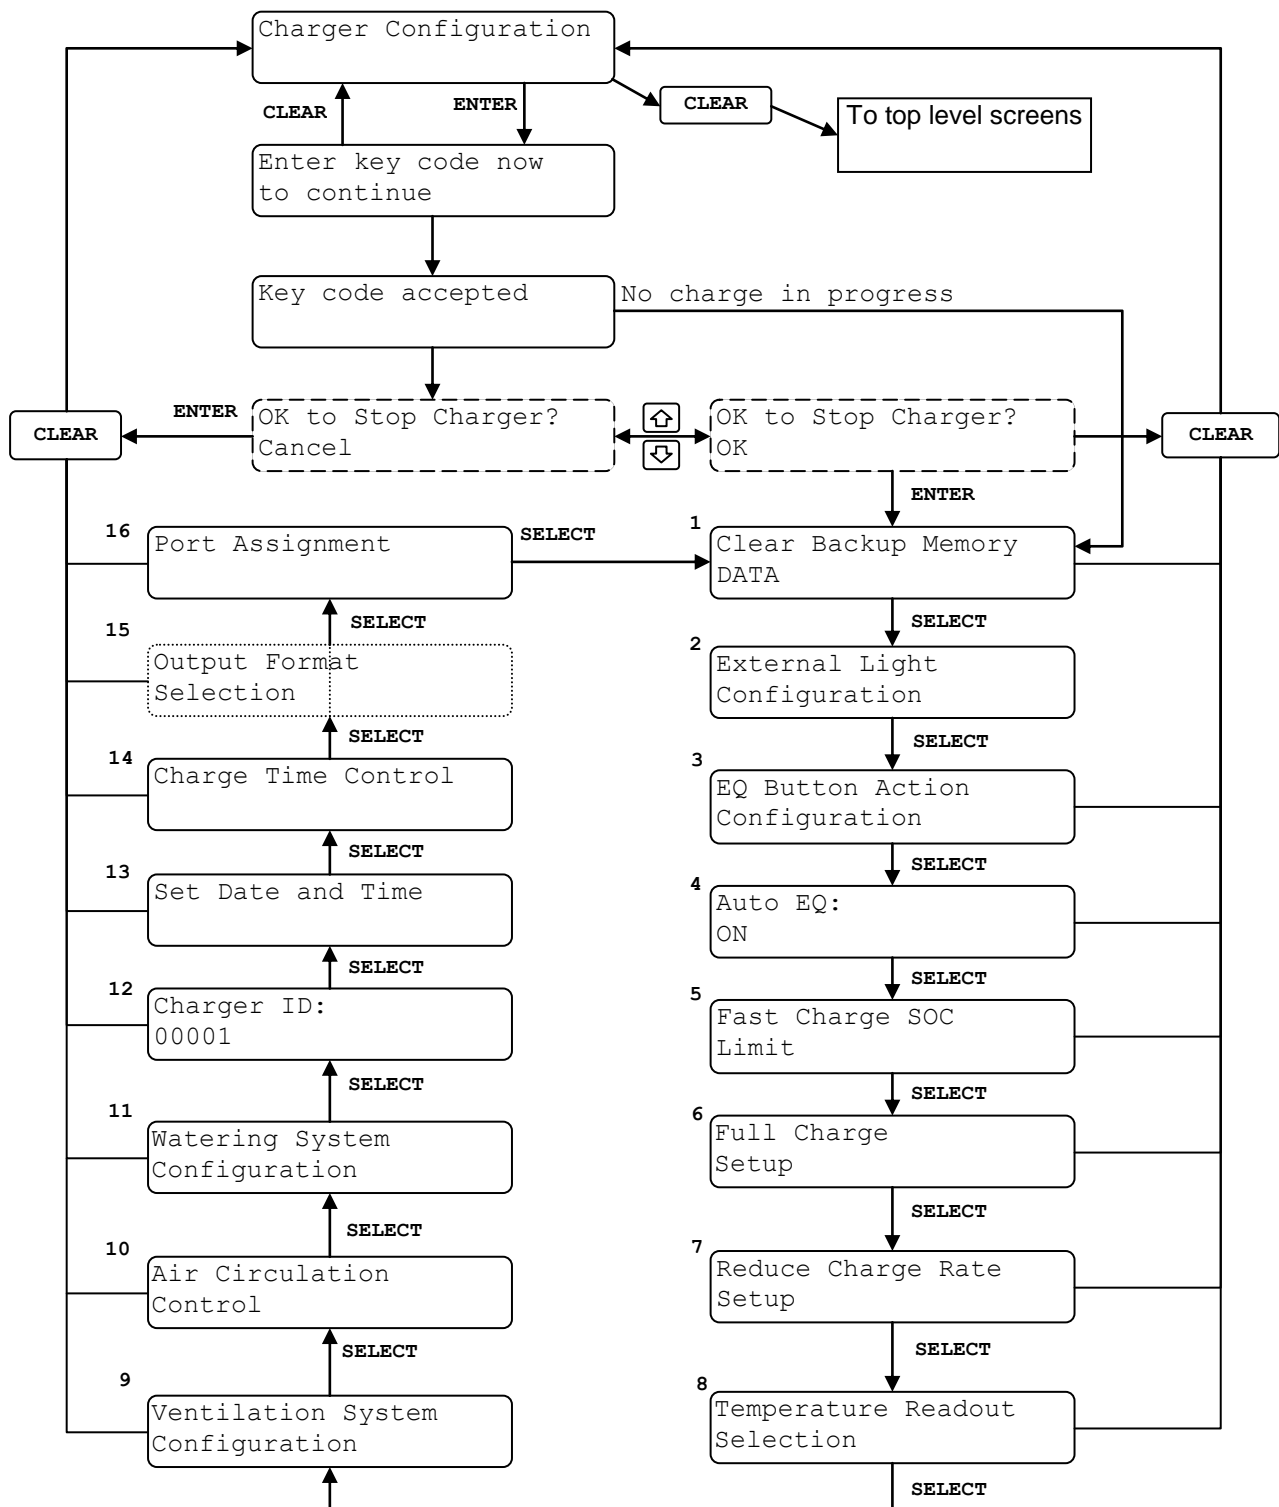 Charger Configuration
CLEAR
ENTER
CLEAR
To top level screens
Enter key code now
to continue
Key code accepted
No charge in progress
CLEAR
ENTER
OK to Stop Charger?
Cancel
OK to Stop Charger?
OK
CLEAR
ENTER
16
Port Assignment
SELECT
1
Clear Backup Memory
DATA
SELECT
15
Output Format
Selection
SELECT
2
External Light
Configuration
SELECT
14
Charge Time Control
SELECT
3
EQ Button Action
Configuration
SELECT
13
Set Date and Time
SELECT
4
Auto EQ:
ON
SELECT
12
Charger ID:
00001
SELECT
5
Fast Charge SOC
Limit
SELECT
11
Watering System
Configuration
SELECT
6
Full Charge
Setup
SELECT
10
Air Circulation
Control
SELECT
7
Reduce Charge Rate
Setup
SELECT
9
Ventilation System
Configuration
8
Temperature Readout
Selection
SELECT